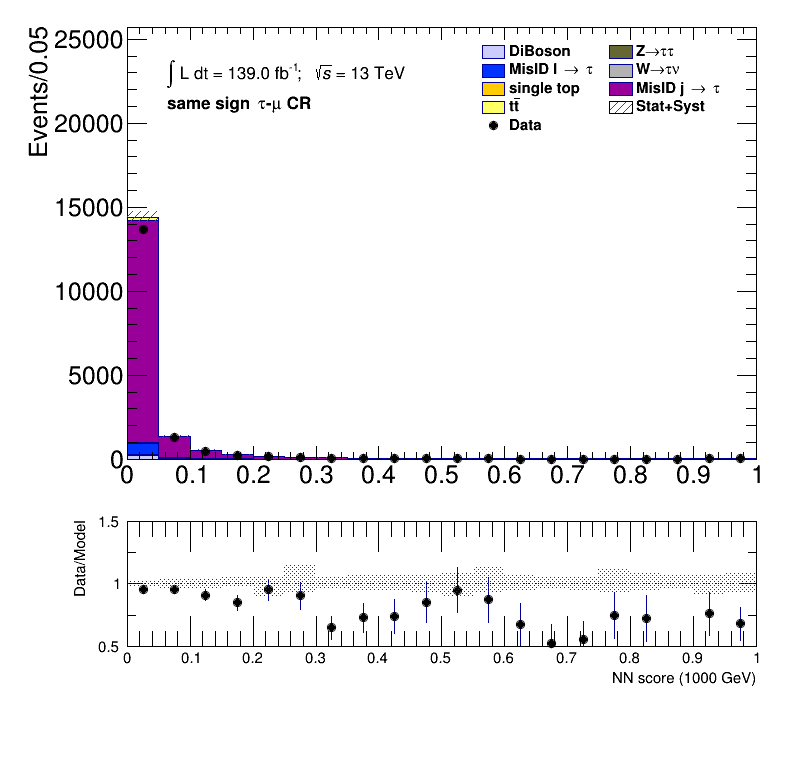 Events/0.05
25000
20000
15000
10000
5000
0
∫ L dt = 139.0 fb⁻¹; √s = 13 TeV
same sign τ-μ CR
DiBoson
MisID l → τ
single top
tt̄
Data
Z→ττ
W→τν
MisID j → τ
Stat+Syst
0 0.1 0.2 0.3 0.4 0.5 0.6 0.7 0.8 0.9 1
Data/Model
1.5
1
0.5
0 0.1 0.2 0.3 0.4 0.5 0.6 0.7 0.8 0.9 1
NN score (1000 GeV)